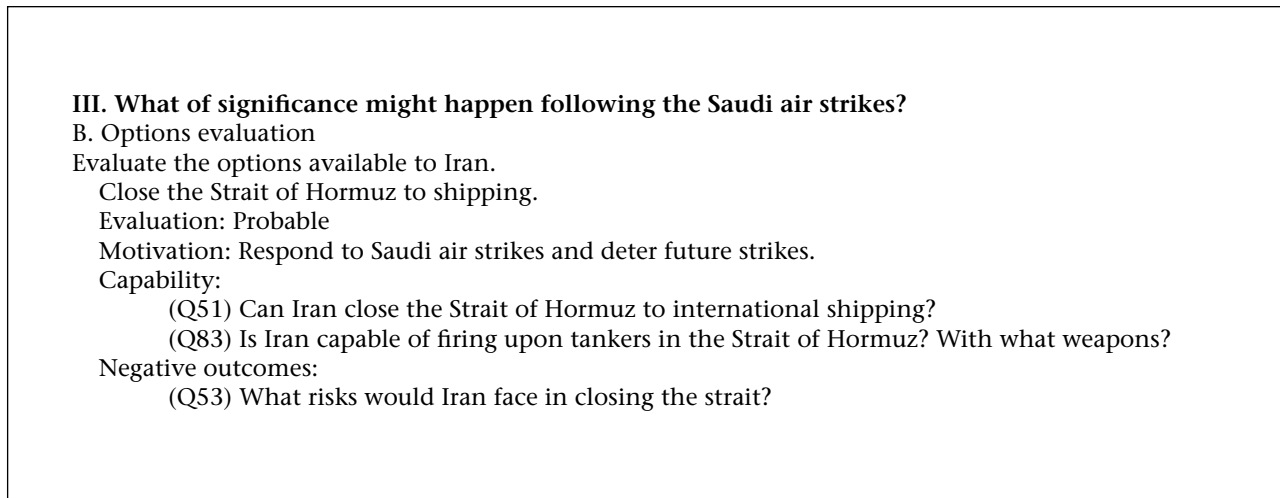 III. What of significance might happen following the Saudi air strikes?
B. Options evaluation
Evaluate the options available to Iran.
Close the Strait of Hormuz to shipping.
Evaluation: Probable
Motivation: Respond to Saudi air strikes and deter future strikes.
Capability:
(Q51) Can Iran close the Strait of Hormuz to international shipping?
(Q83) Is Iran capable of firing upon tankers in the Strait of Hormuz? With what weapons?
Negative outcomes:
(Q53) What risks would Iran face in closing the strait?